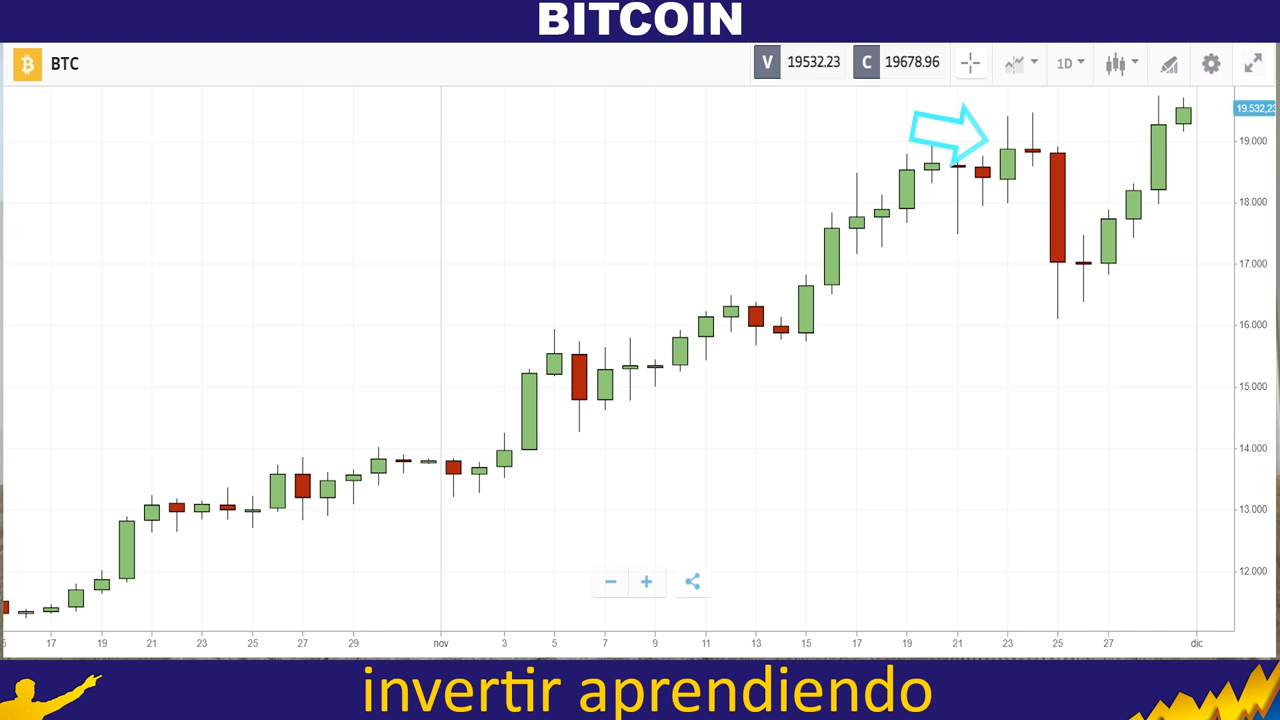 BITCOIN
BTC
V 19532.23 C 19678.96 1D
19.532,23
19.000
18.000
17.000
16.000
15.000
14.000
13.000
12.000
17 19 21 23 25 27 29 nov 3 5 7 9 11 13 15 17 19 21 23 25 27 dic
invertir aprendiendo